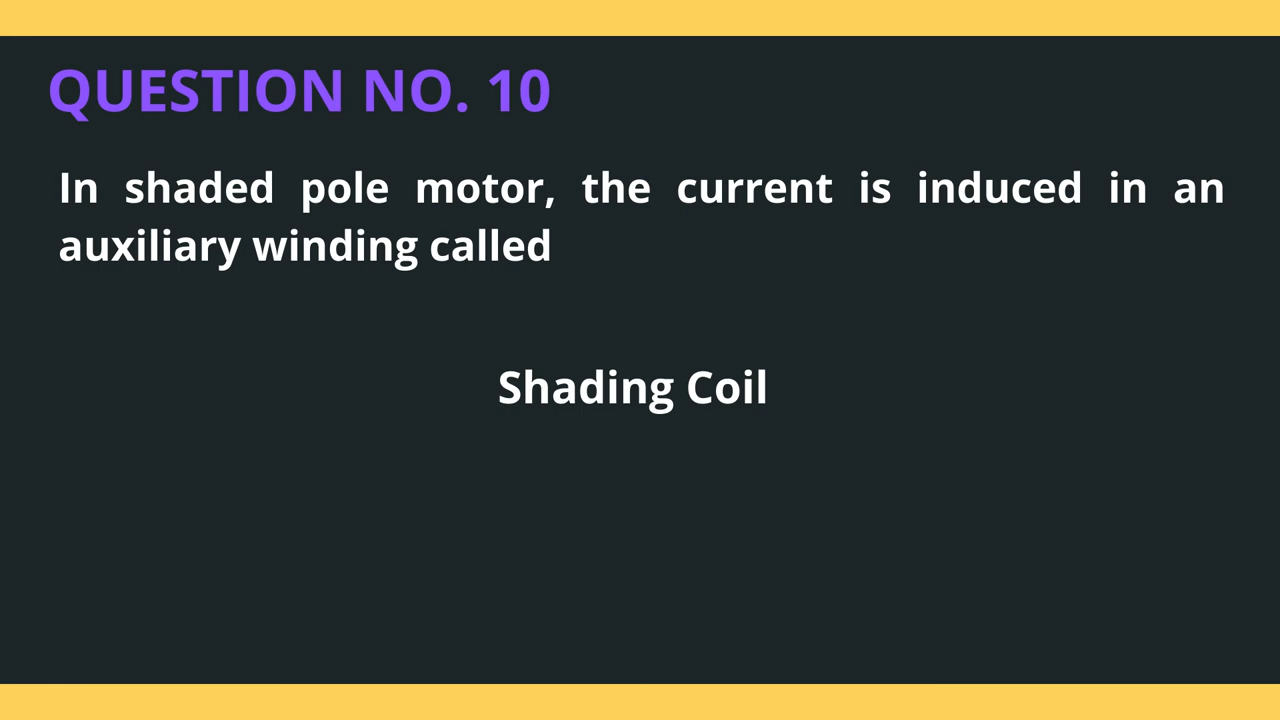 QUESTION NO. 10
In shaded pole motor, the current is induced in an
auxiliary winding called
Shading Coil